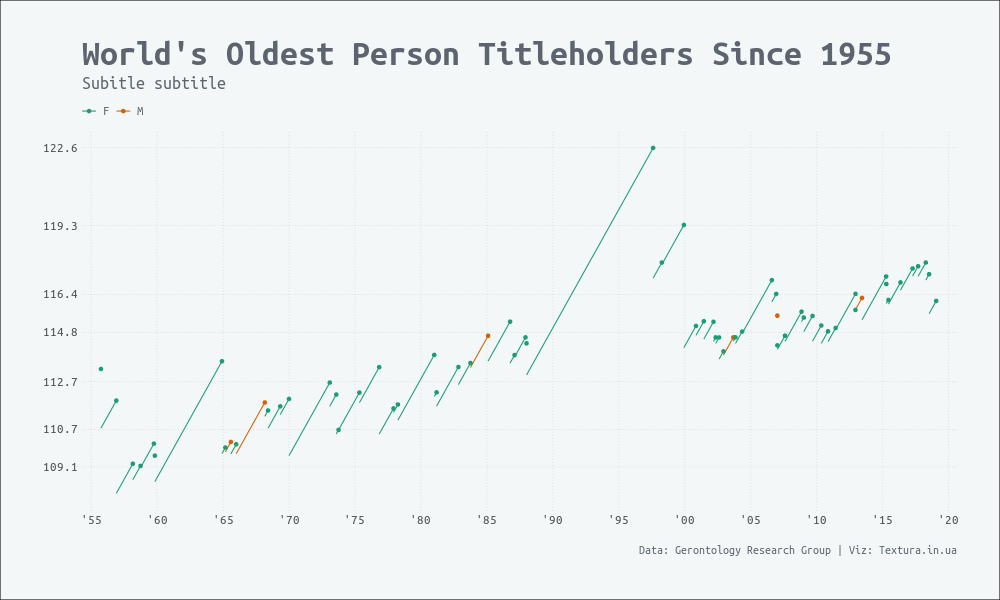 World's Oldest Person Titleholders Since 1955
Subitle subtitle
F M
122.6
119.3
116.4
114.8
112.7
110.7
109.1
'55 '60 '65 '70 '75 '80 '85 '90 '95 '00 '05 '10 '15 '20
Data: Gerontology Research Group | Viz: Textura.in.ua